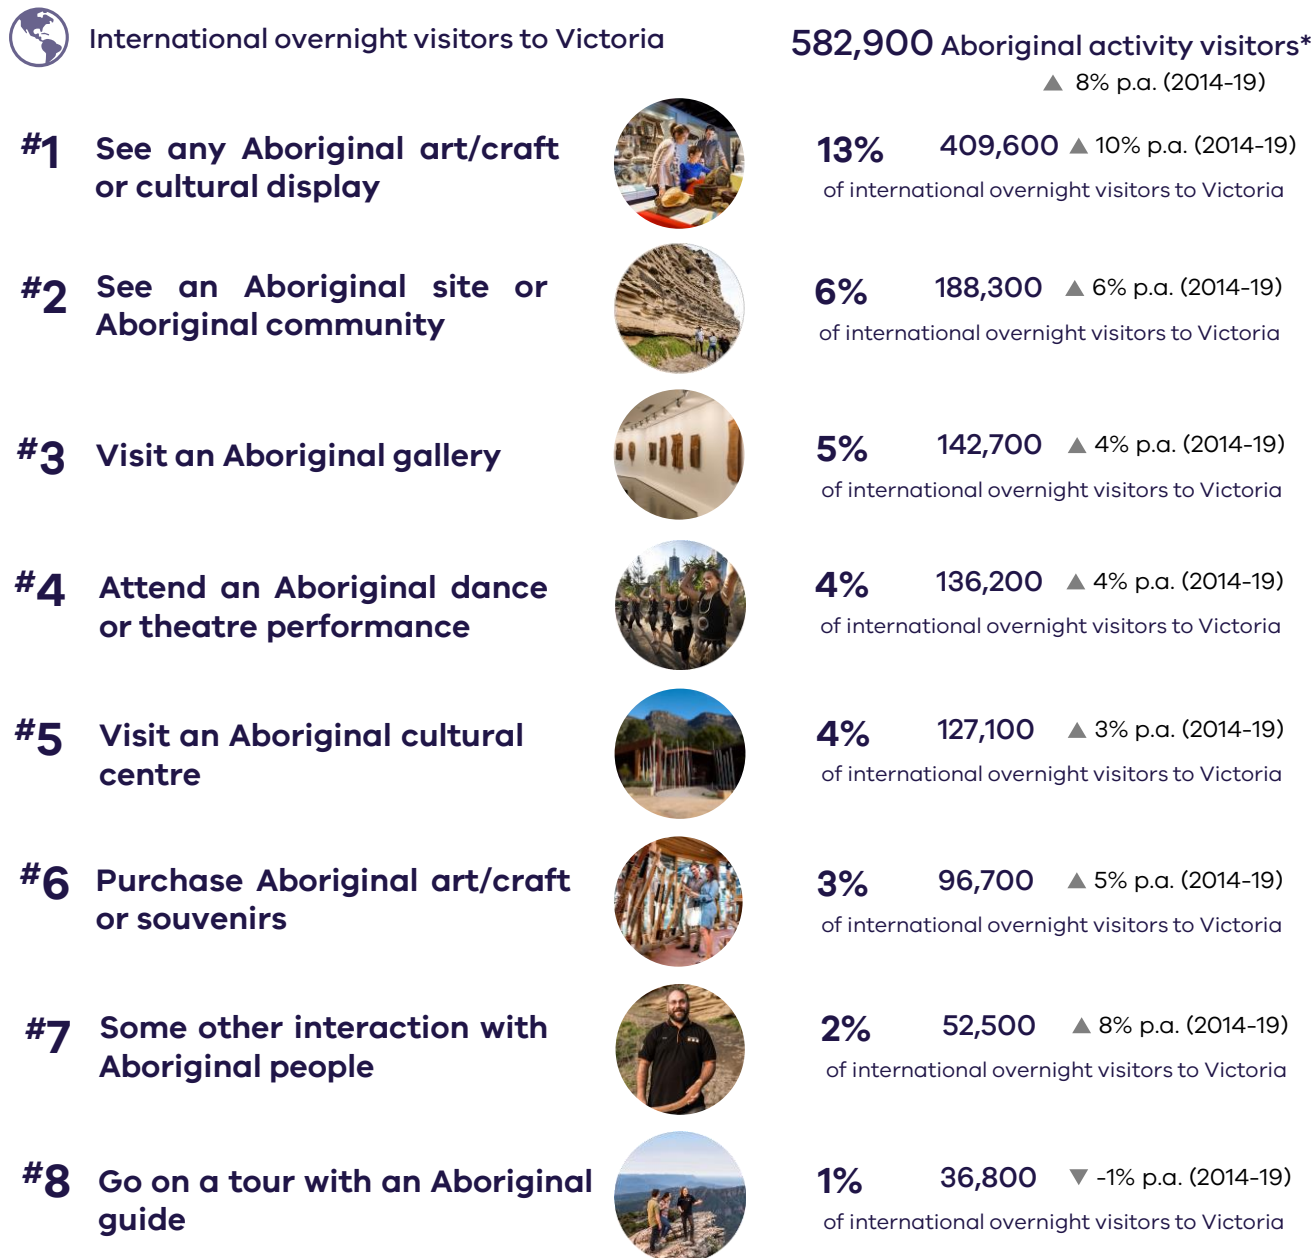 International overnight visitors to Victoria
582,900 Aboriginal activity visitors*
▲ 8% p.a. (2014-19)
#1 See any Aboriginal art/craft
or cultural display
13% 409,600 ▲ 10% p.a. (2014-19)
of international overnight visitors to Victoria
#2 See an Aboriginal site or
Aboriginal community
6% 188,300 ▲ 6% p.a. (2014-19)
of international overnight visitors to Victoria
#3 Visit an Aboriginal gallery
5% 142,700 ▲ 4% p.a. (2014-19)
of international overnight visitors to Victoria
#4 Attend an Aboriginal dance
or theatre performance
4% 136,200 ▲ 4% p.a. (2014-19)
of international overnight visitors to Victoria
#5 Visit an Aboriginal cultural
centre
4% 127,100 ▲ 3% p.a. (2014-19)
of international overnight visitors to Victoria
#6 Purchase Aboriginal art/craft
or souvenirs
3% 96,700 ▲ 5% p.a. (2014-19)
of international overnight visitors to Victoria
#7 Some other interaction with
Aboriginal people
2% 52,500 ▲ 8% p.a. (2014-19)
of international overnight visitors to Victoria
#8 Go on a tour with an Aboriginal
guide
1% 36,800 ▼ -1% p.a. (2014-19)
of international overnight visitors to Victoria